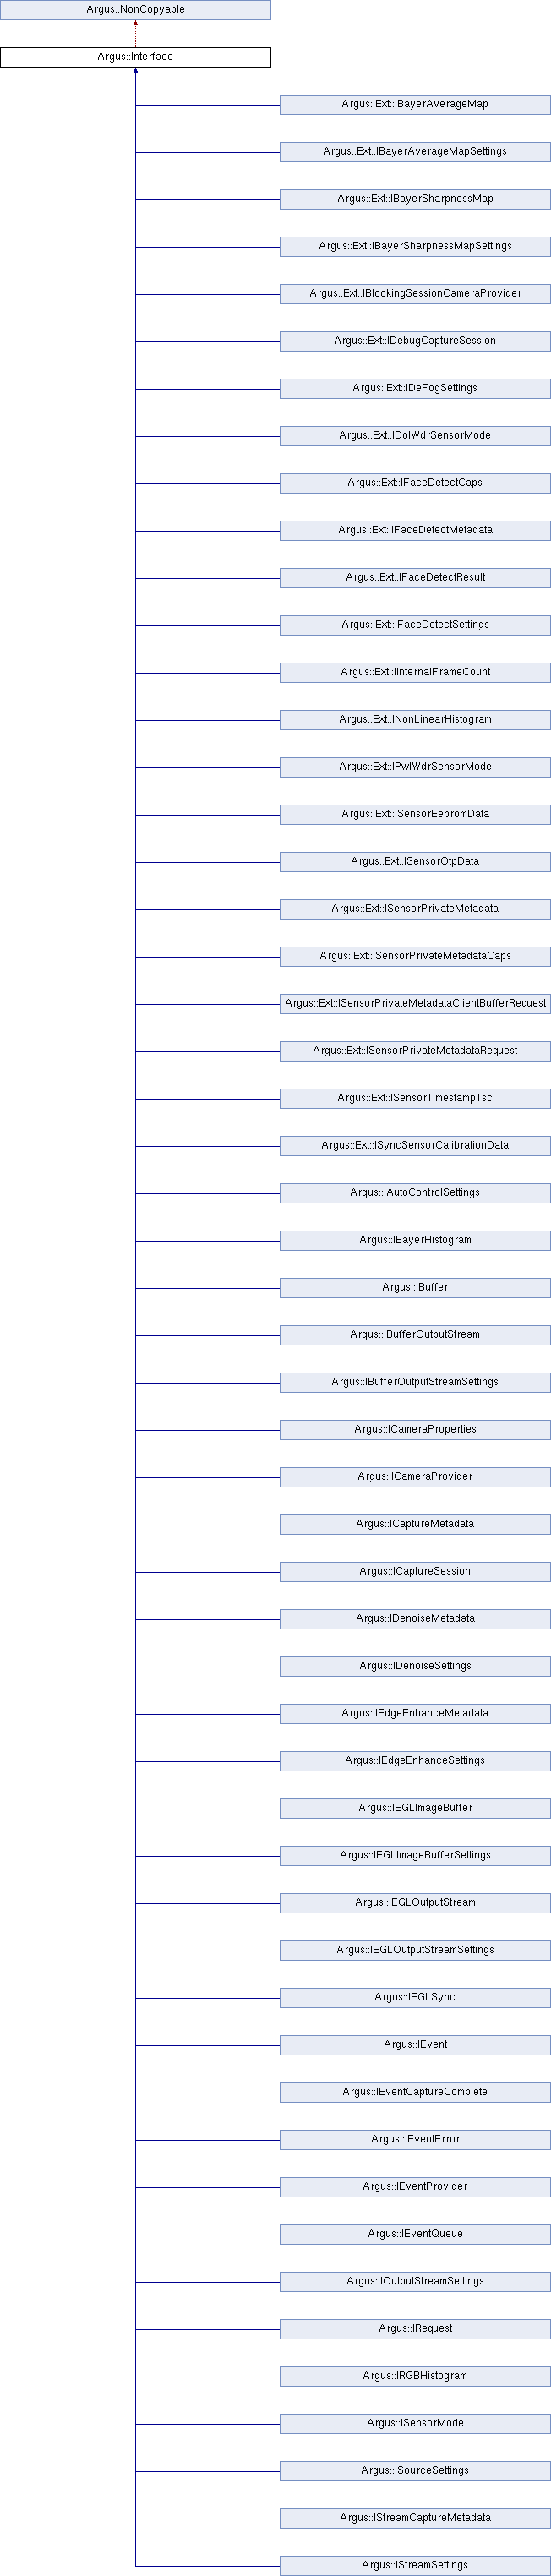 Argus::NonCopyable
Argus::Interface
Argus::Ext::IBayerAverageMap
Argus::Ext::IBayerAverageMapSettings
Argus::Ext::IBayerSharpnessMap
Argus::Ext::IBayerSharpnessMapSettings
Argus::Ext::IBlockingSessionCameraProvider
Argus::Ext::IDebugCaptureSession
Argus::Ext::IDeFogSettings
Argus::Ext::IDolWdrSensorMode
Argus::Ext::IFaceDetectCaps
Argus::Ext::IFaceDetectMetadata
Argus::Ext::IFaceDetectResult
Argus::Ext::IFaceDetectSettings
Argus::Ext::IInternalFrameCount
Argus::Ext::INonLinearHistogram
Argus::Ext::IPwlWdrSensorMode
Argus::Ext::ISensorEepromData
Argus::Ext::ISensorOtpData
Argus::Ext::ISensorPrivateMetadata
Argus::Ext::ISensorPrivateMetadataCaps
Argus::Ext::ISensorPrivateMetadataClientBufferRequest
Argus::Ext::ISensorPrivateMetadataRequest
Argus::Ext::ISensorTimestampTsc
Argus::Ext::ISyncSensorCalibrationData
Argus::IAutoControlSettings
Argus::IBayerHistogram
Argus::IBuffer
Argus::IBufferOutputStream
Argus::IBufferOutputStreamSettings
Argus::ICameraProperties
Argus::ICameraProvider
Argus::ICaptureMetadata
Argus::ICaptureSession
Argus::IDenoiseMetadata
Argus::IDenoiseSettings
Argus::IEdgeEnhanceMetadata
Argus::IEdgeEnhanceSettings
Argus::IEGLImageBuffer
Argus::IEGLImageBufferSettings
Argus::IEGLOutputStream
Argus::IEGLOutputStreamSettings
Argus::IEGLSync
Argus::IEvent
Argus::IEventCaptureComplete
Argus::IEventError
Argus::IEventProvider
Argus::IEventQueue
Argus::IOutputStreamSettings
Argus::IRequest
Argus::IRGBHistogram
Argus::ISensorMode
Argus::ISourceSettings
Argus::IStreamCaptureMetadata
Argus::IStreamSettings